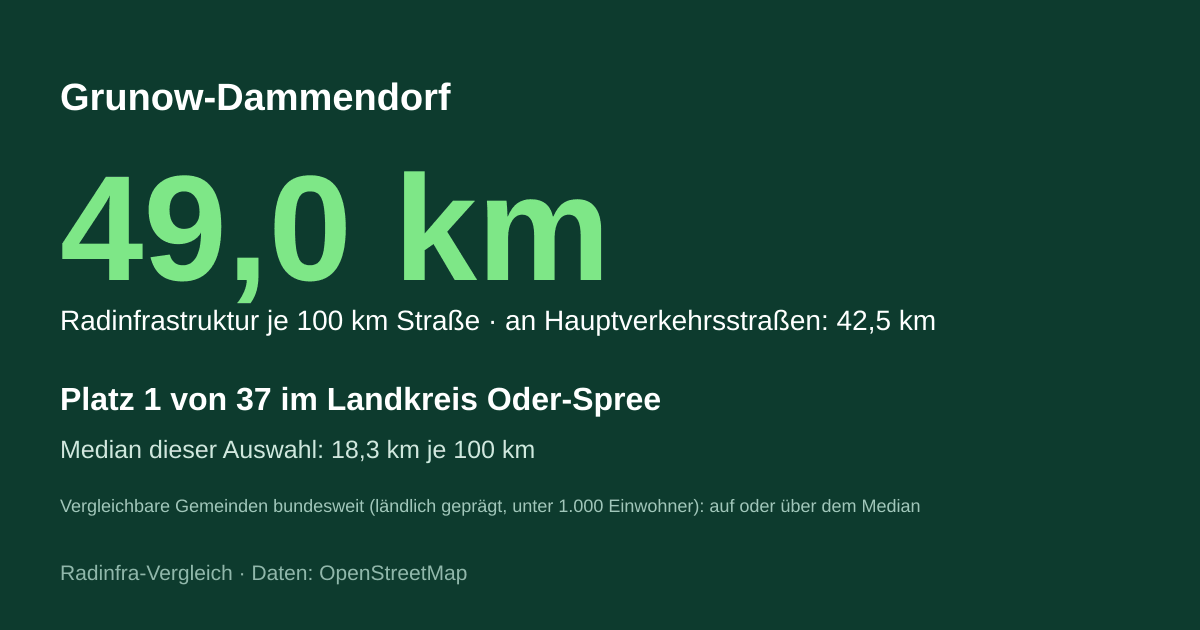 Grunow-Dammendorf
49,0 km
Radinfrastruktur je 100 km Straße · an Hauptverkehrsstraßen: 42,5 km
Platz 1 von 37 im Landkreis Oder-Spree
Median dieser Auswahl: 18,3 km je 100 km
Vergleichbare Gemeinden bundesweit (ländlich geprägt, unter 1.000 Einwohner): auf oder über dem Median
Radinfra-Vergleich · Daten: OpenStreetMap